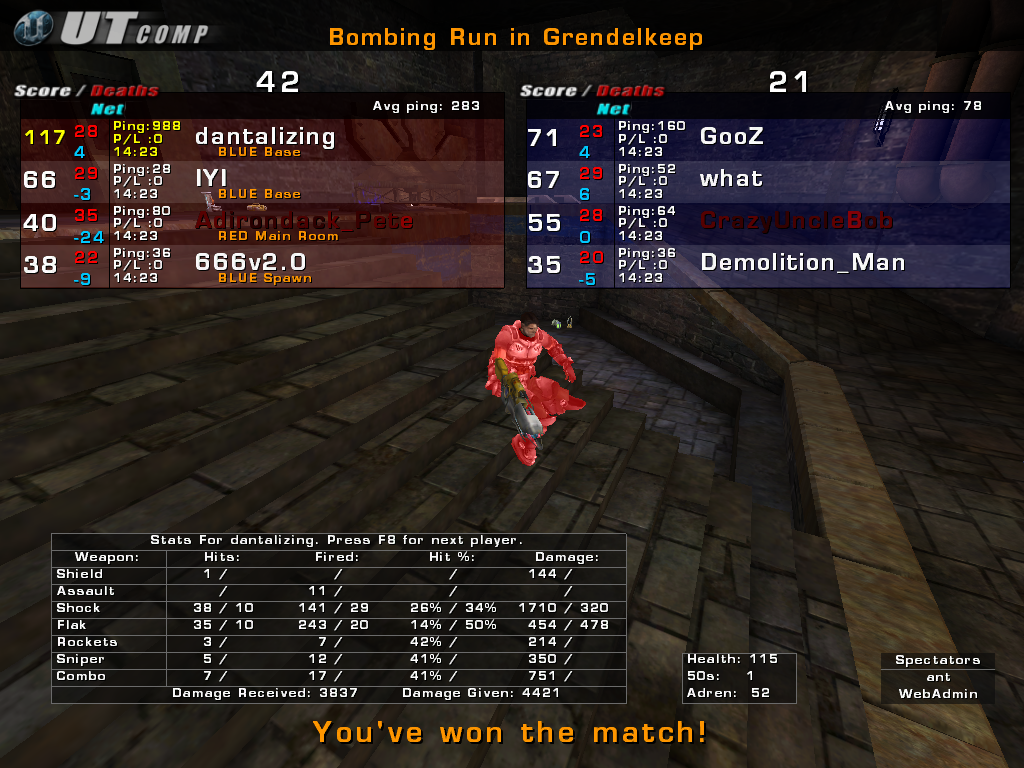 UT COMP
Bombing Run in Grendelkeep
42
Score / Deaths
Net
Avg ping: 283
117 28 4 Ping:988 P/L :0 14:23 dantalizing BLUE Base
66 29 -3 Ping:28 P/L :0 14:23 IYI BLUE Base
40 35 -24 Ping:80 P/L :0 14:23 Adirondack_Pete RED Main Room
38 22 -9 Ping:36 P/L :0 14:23 666v2.0 BLUE Spawn
21
Score / Deaths
Net
Avg ping: 78
71 23 4 Ping:160 P/L :0 14:23 GooZ
67 29 6 Ping:52 P/L :0 14:23 what
55 28 0 Ping:64 P/L :0 14:23 CrazyUncleBob
35 20 -5 Ping:36 P/L :0 14:23 Demolition_Man
Stats For dantalizing. Press F8 for next player.
Weapon: Hits: Fired: Hit %: Damage:
Shield 1 / / / 144 /
Assault / 11 / / /
Shock 38 / 10 141 / 29 26% / 34% 1710 / 320
Flak 35 / 10 243 / 20 14% / 50% 454 / 478
Rockets 3 / 7 / 42% / 214 /
Sniper 5 / 12 / 41% / 350 /
Combo 7 / 17 / 41% / 751 /
Damage Received: 3837 Damage Given: 4421
Health: 115
50s: 1
Adren: 52
Spectators
ant
WebAdmin
You've won the match!